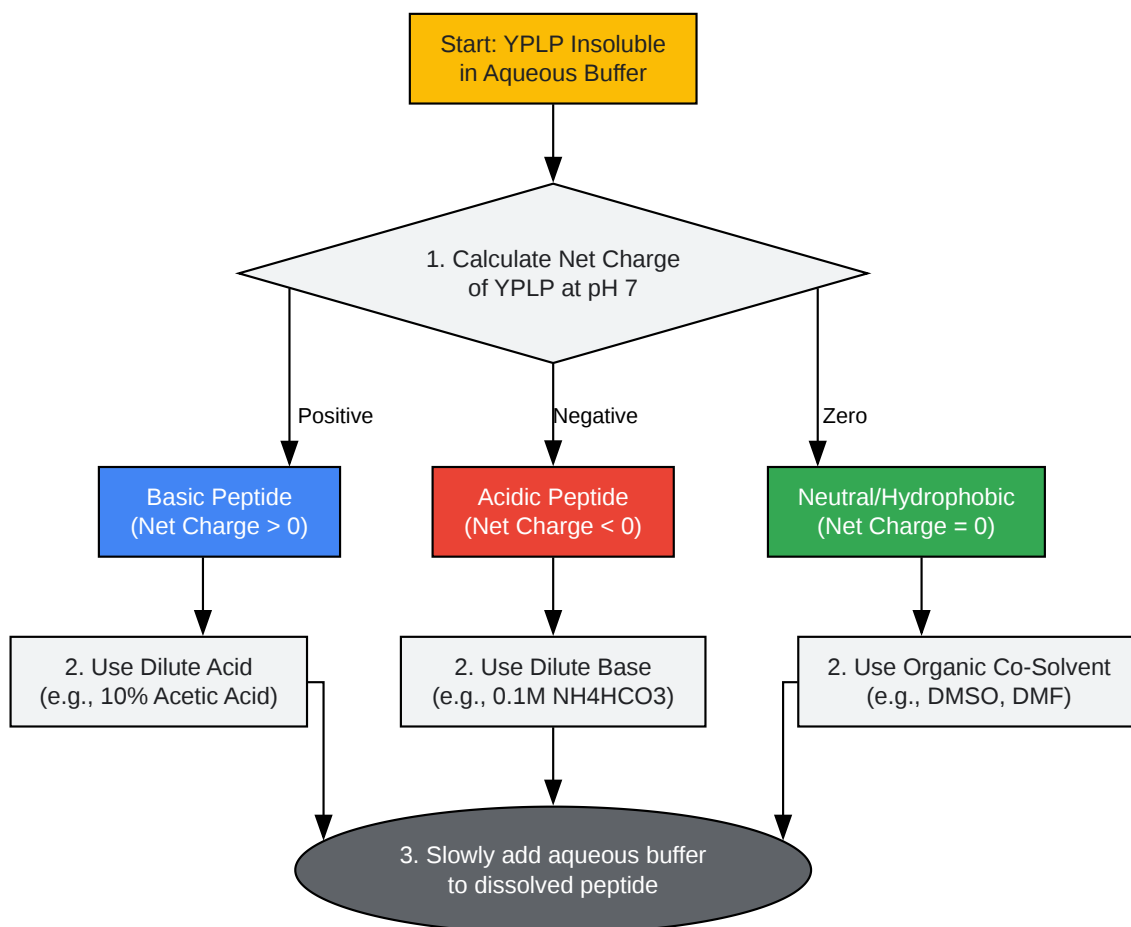 Start: YPLP Insoluble
in Aqueous Buffer
1. Calculate Net Charge
of YPLP at pH 7
Positive
Negative
Zero
Basic Peptide
(Net Charge > 0)
Acidic Peptide
(Net Charge < 0)
Neutral/Hydrophobic
(Net Charge = 0)
2. Use Dilute Acid
(e.g., 10% Acetic Acid)
2. Use Dilute Base
(e.g., 0.1M NH4HCO3)
2. Use Organic Co-Solvent
(e.g., DMSO, DMF)
3. Slowly add aqueous buffer
to dissolved peptide